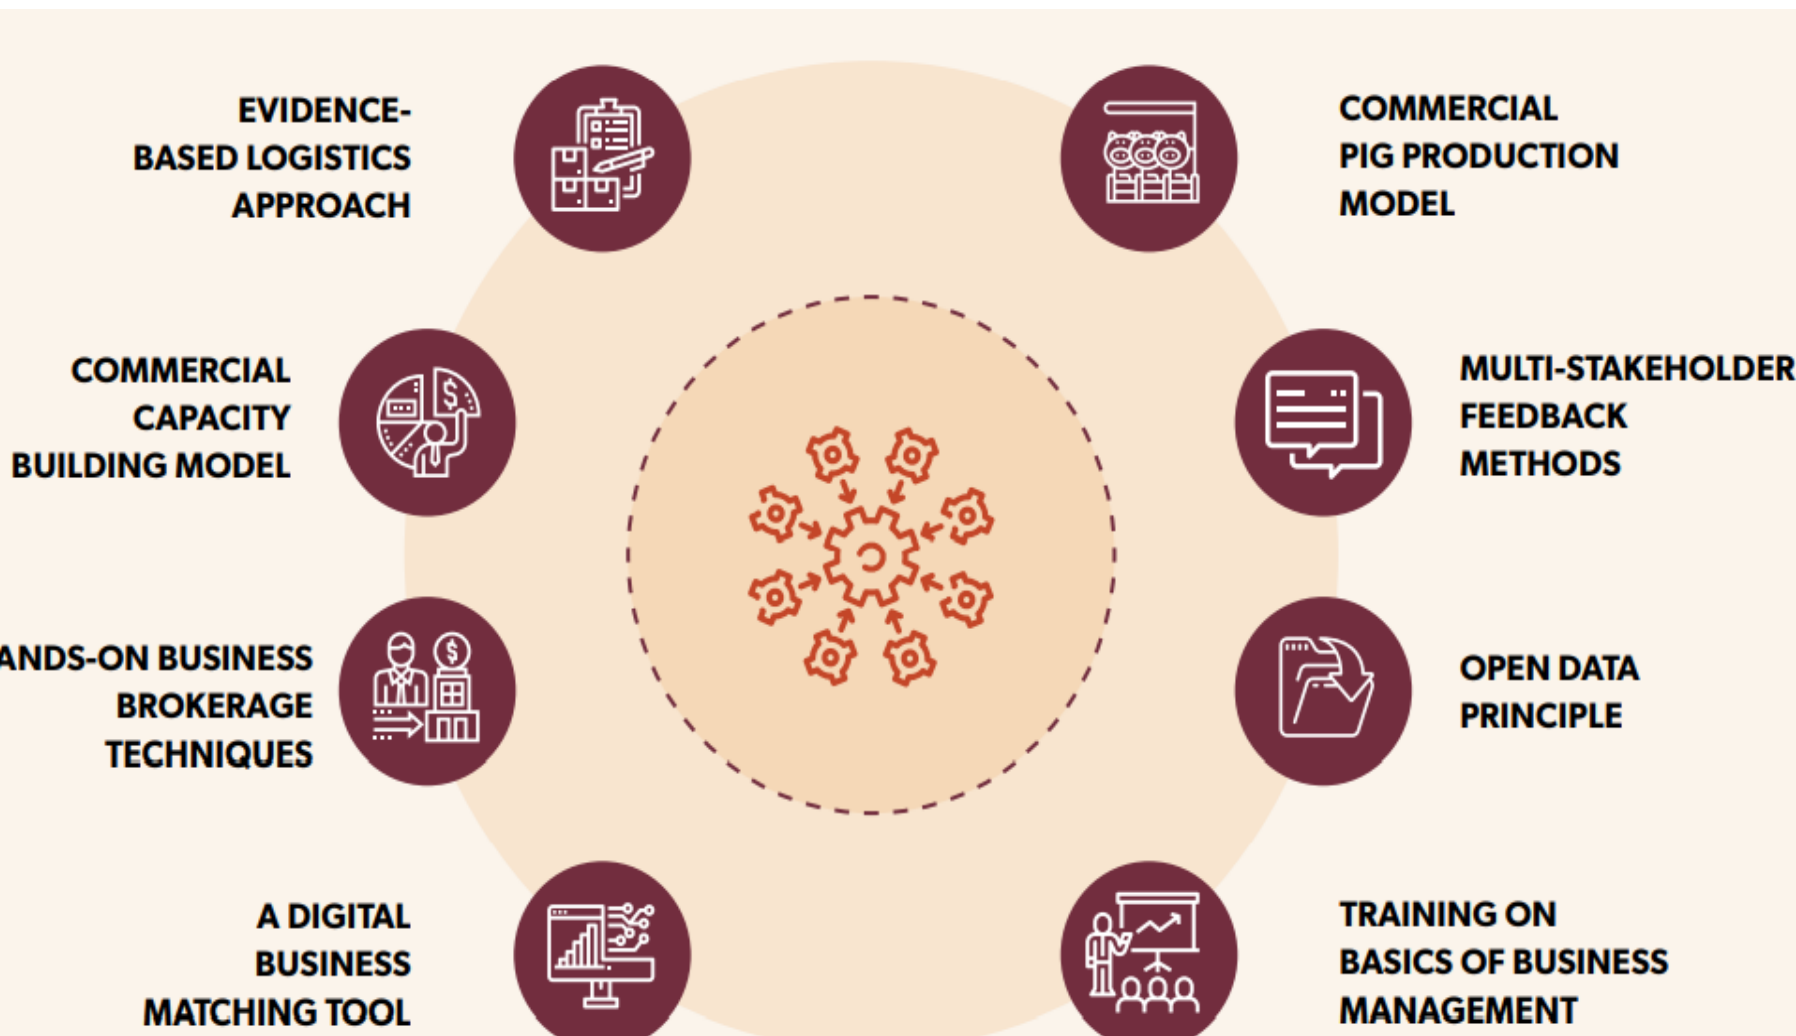 EVIDENCE-
BASED LOGISTICS
APPROACH
COMMERCIAL
PIG PRODUCTION
MODEL
COMMERCIAL
CAPACITY
BUILDING MODEL
MULTI-STAKEHOLDER
FEEDBACK
METHODS
ANDS-ON BUSINESS
BROKERAGE
TECHNIQUES
OPEN DATA
PRINCIPLE
A DIGITAL
BUSINESS
MATCHING TOOL
TRAINING ON
BASICS OF BUSINESS
MANAGEMENT